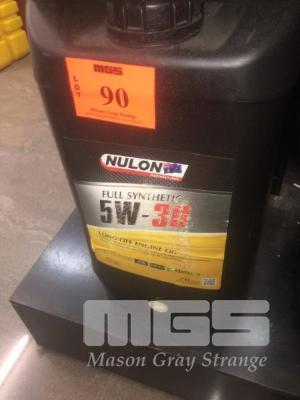 MGS
LOT
90
Mason Gray Strange
NULON
FULL SYNTHETIC
5W-30
LONG LIFE ENGINE OIL
MGS
Mason Gray Strange